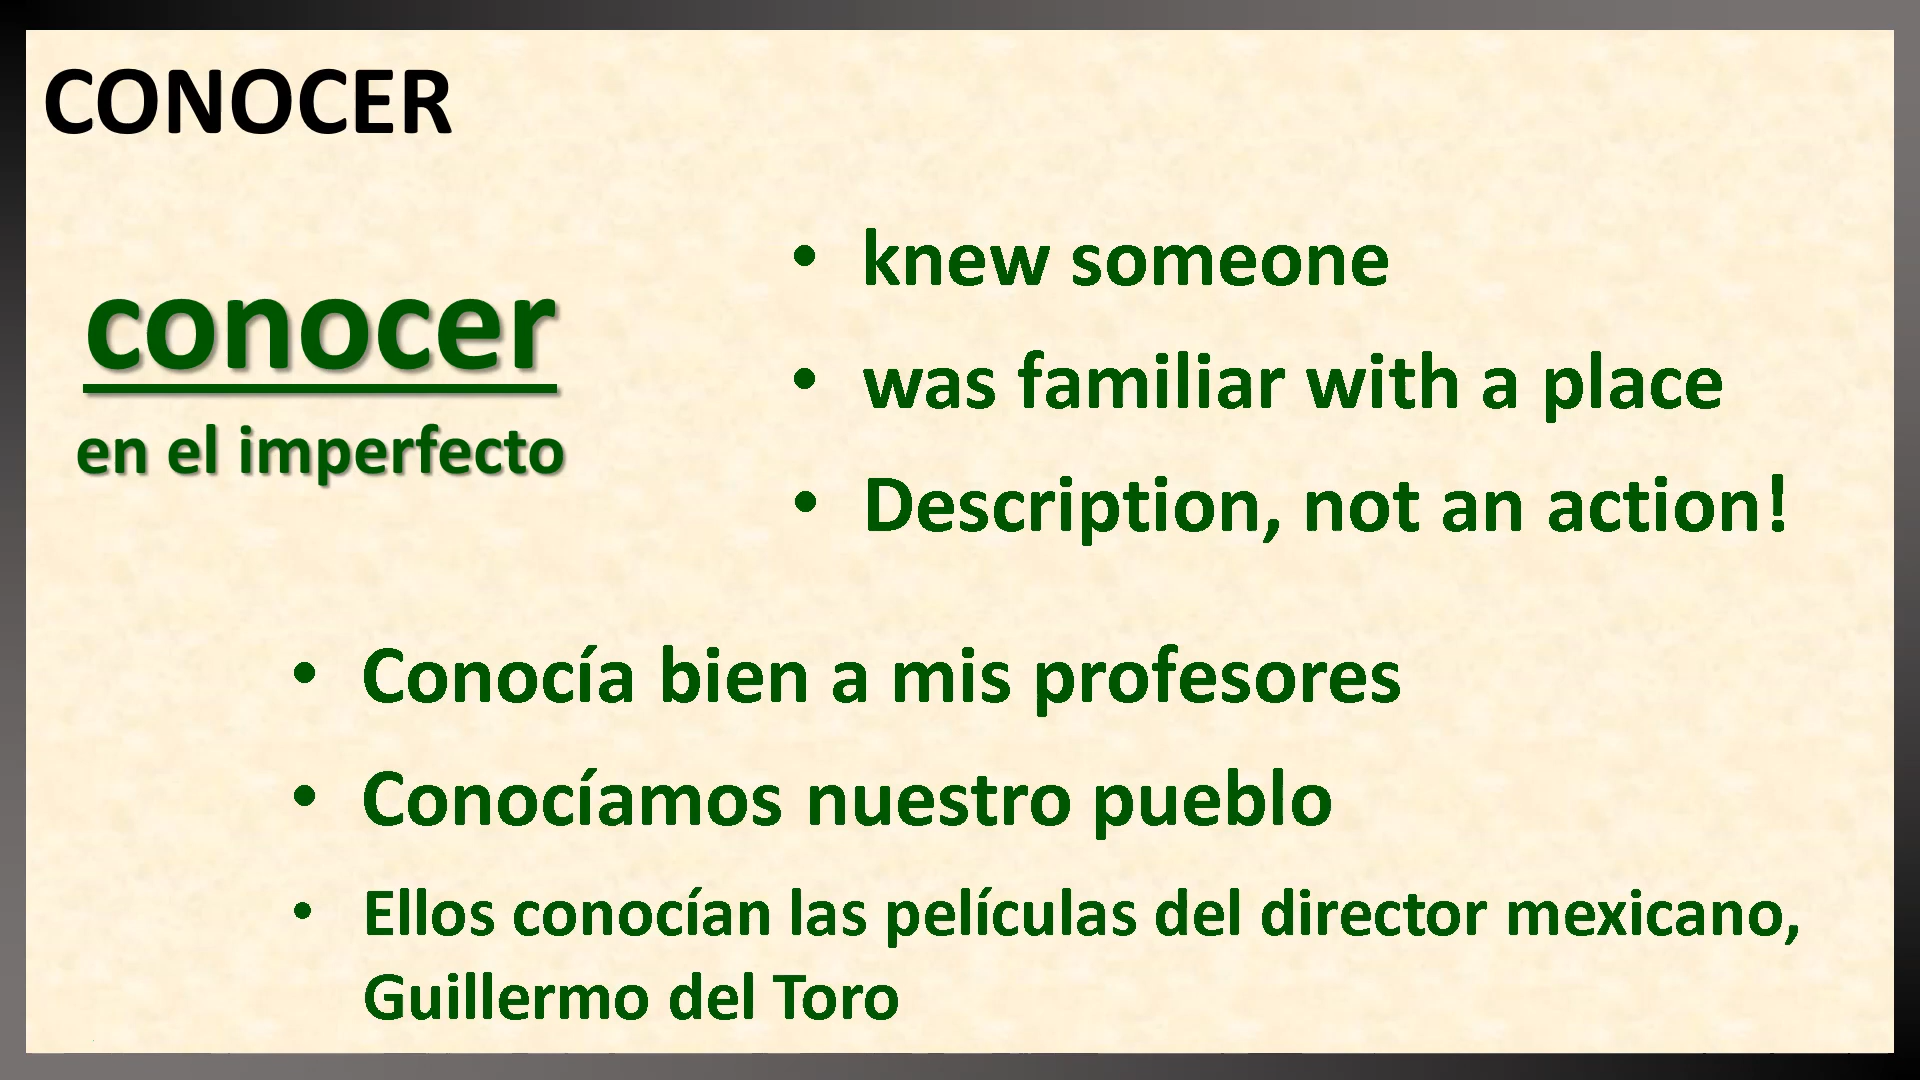 CONOCER
conocer
en el imperfecto
• knew someone
• was familiar with a place
• Description, not an action!
• Conocía bien a mis profesores
• Conocíamos nuestro pueblo
• Ellos conocían las películas del director mexicano,
Guillermo del Toro